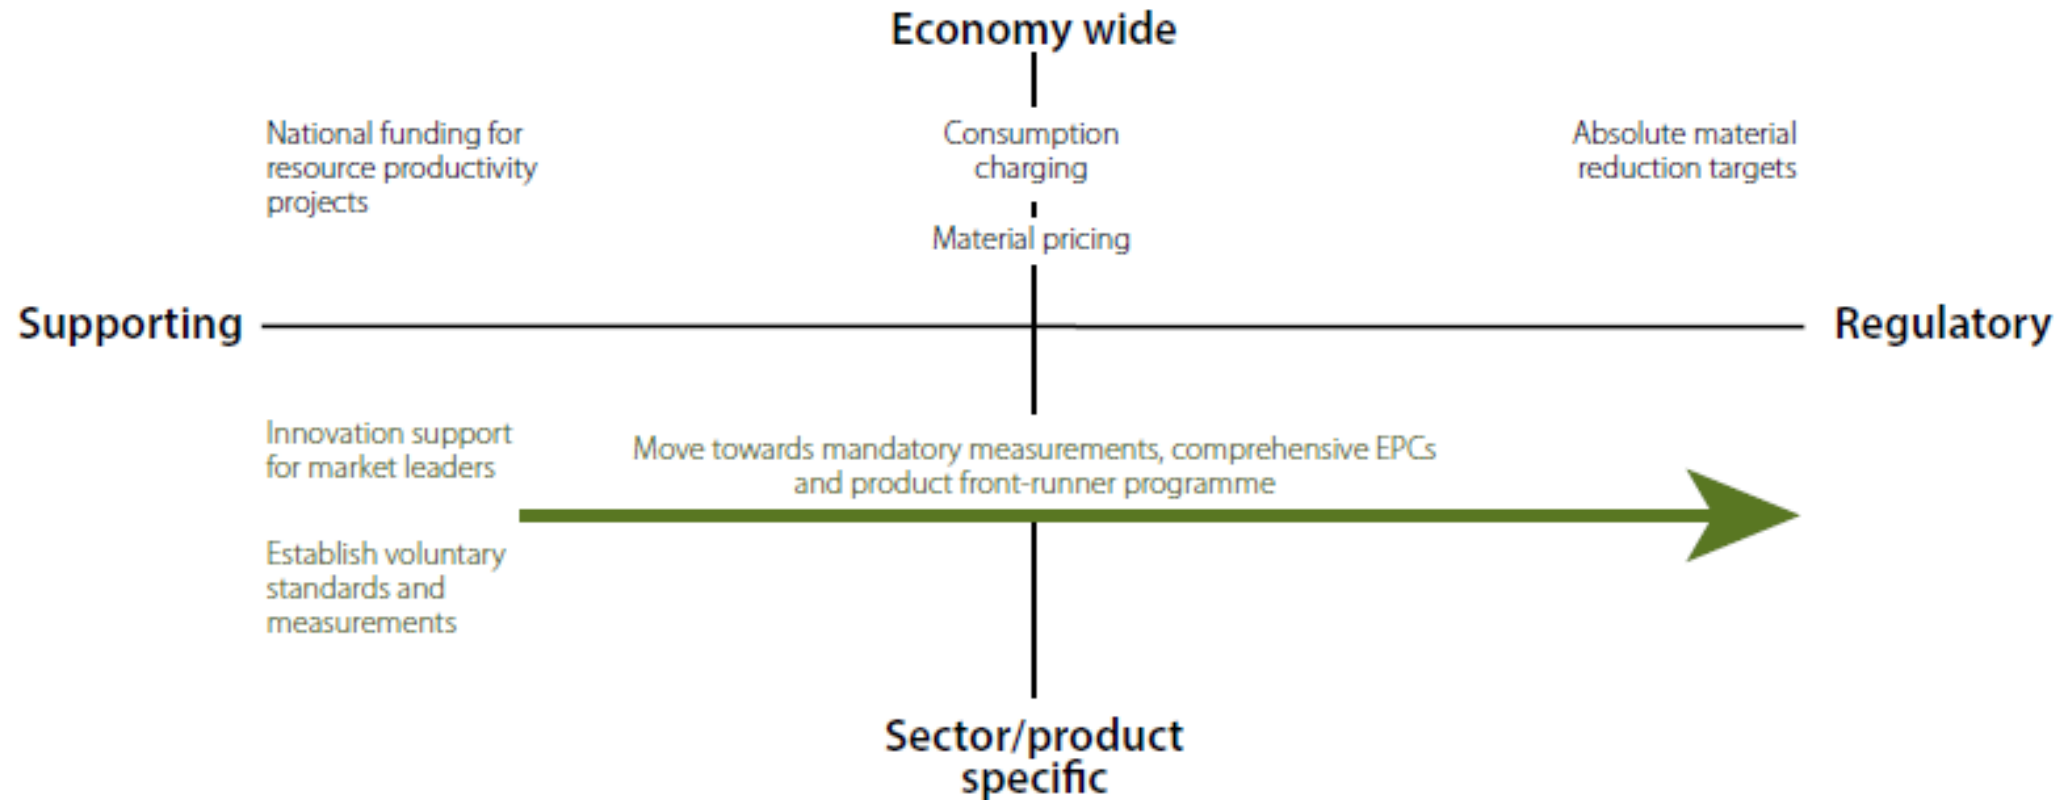 Economy wide
National funding for
resource productivity
projects
Consumption
charging
Material pricing
Absolute material
reduction targets
Supporting
Regulatory
Innovation support
for market leaders
Move towards mandatory measurements, comprehensive EPCs
and product front-runner programme
Establish voluntary
standards and
measurements
Sector/product
specific